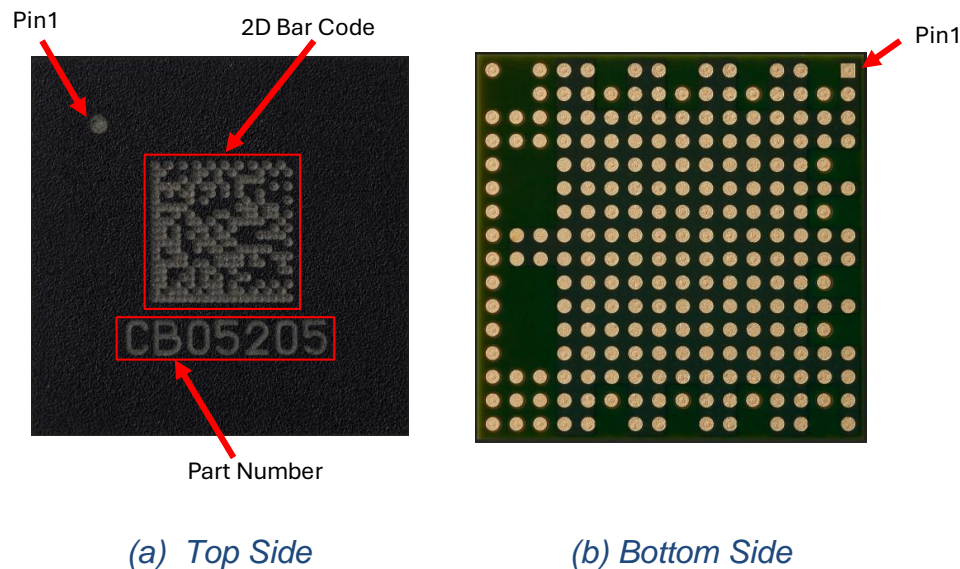 Pin1
2D Bar Code
Pin1
CB05205
Part Number
(a) Top Side
(b) Bottom Side